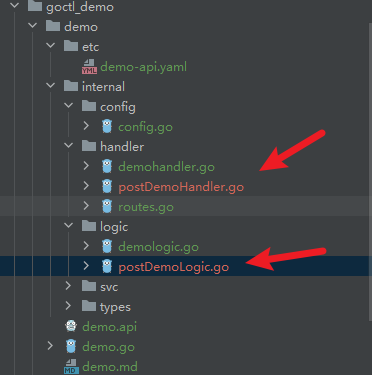 goctl_demo
demo
etc
demo-api.yaml
internal
config
config.go
handler
demohandler.go
postDemoHandler.go
routes.go
logic
demologic.go
postDemoLogic.go
svc
types
demo.api
demo.go
demo.md